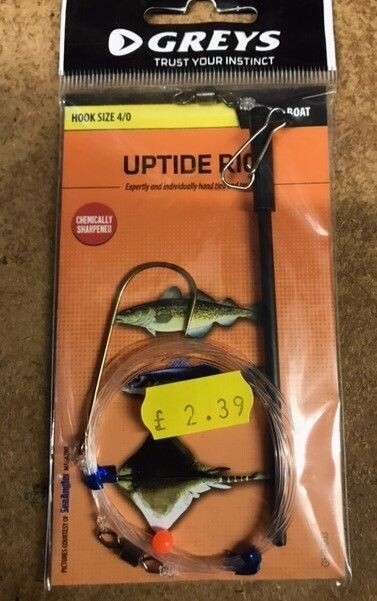 GREYS
TRUST YOUR INSTINCT
HOOK SIZE 4/0
BOAT
UPTIDE
Expertly and individually hand tied
CHEMICALLY
SHARPENED
£ 2.39
PICTURES COURTESY OF SeaAngler MAGAZINE